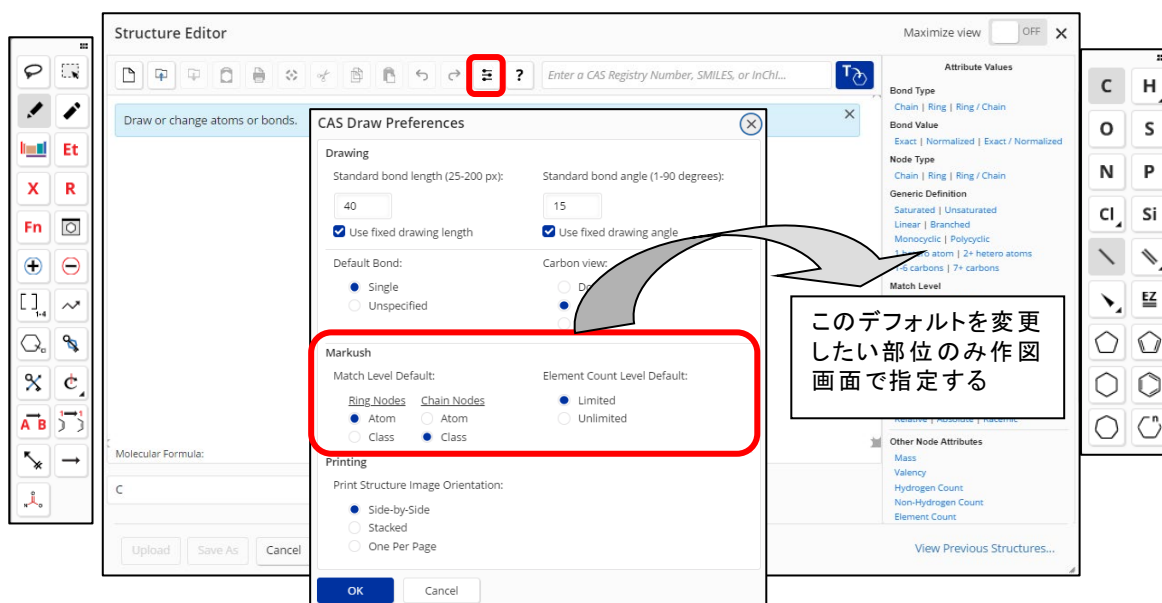 Structure Editor
Maximize view OFF
Enter a CAS Registry Number, SMILES, or InChI...
Draw or change atoms or bonds.
Et
X R
Fn
1-4
A B
Molecular Formula:
C
Upload Save As Cancel
CAS Draw Preferences
Drawing
Standard bond length (25-200 px): Standard bond angle (1-90 degrees):
40 15
Use fixed drawing length Use fixed drawing angle
Default Bond: Carbon view:
Single
Unspecified
Markush
Match Level Default: Element Count Level Default:
Ring Nodes Chain Nodes
Atom Atom Limited
Class Class Unlimited
Printing
Print Structure Image Orientation:
Side-by-Side
Stacked
One Per Page
OK Cancel
Attribute Values
Bond Type
Chain | Ring | Ring / Chain
Bond Value
Exact | Normalized | Exact / Normalized
Node Type
Chain | Ring | Ring / Chain
Generic Definition
Saturated | Unsaturated
Linear | Branched
Monocyclic | Polycyclic
hetero atom | 2+ hetero atoms
carbons | 7+ carbons
Match Level
このデフォルトを変更
したい部位のみ作図
画面で指定する
Relative | Absolute | Racemic
Other Node Attributes
Mass
Valency
Hydrogen Count
Non-Hydrogen Count
Element Count
View Previous Structures...
C H
O S
N P
Cl Si
EZ
n